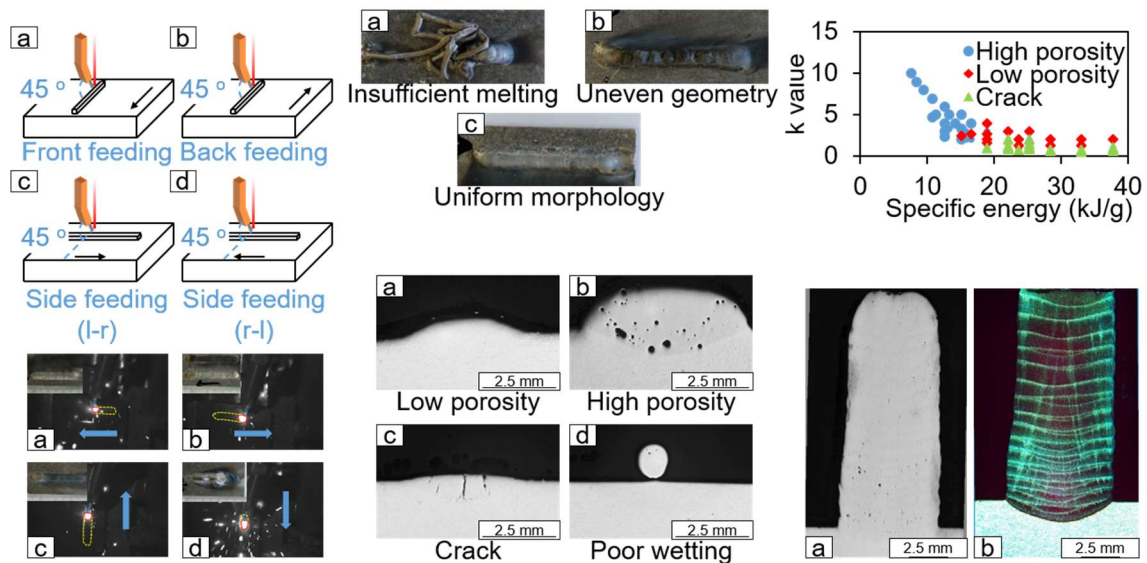 a
b
45 º
45 º
Front feeding
Back feeding
c
d
45 º
45 º
Side feeding
(l-r)
Side feeding
(r-l)
a
b
c
d
a
b
Insufficient melting
Uneven geometry
c
Uniform morphology
a
b
2.5 mm
2.5 mm
Low porosity
High porosity
c
d
2.5 mm
2.5 mm
Crack
Poor wetting
k value
15
10
5
0
High porosity
Low porosity
Crack
0 10 20 30 40
Specific energy (kJ/g)
a
2.5 mm
b
2.5 mm